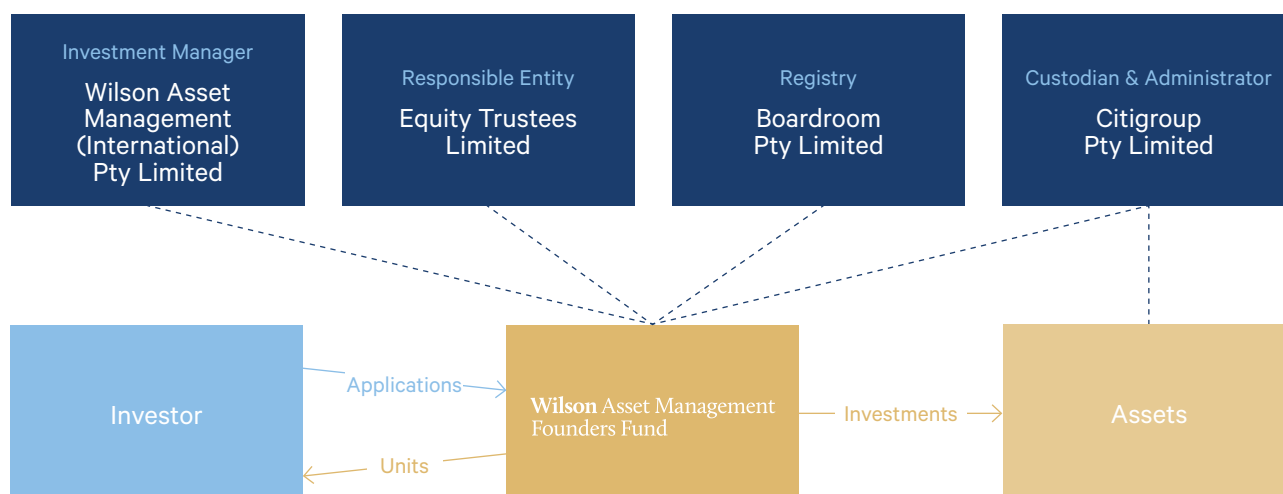 Investment Manager
Wilson Asset
Management
(International)
Pty Limited
Responsible Entity
Equity Trustees
Limited
Registry
Boardroom
Pty Limited
Custodian & Administrator
Citigroup
Pty Limited
Investor
Applications
Units
Wilson Asset Management
Founders Fund
Investments
Assets